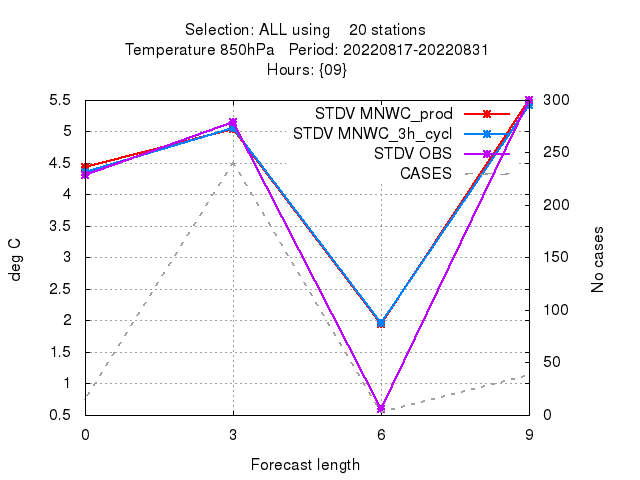 Selection: ALL using 20 stations
Temperature 850hPa Period: 20220817-20220831
Hours: {09}
5.5
5
4.5
4
3.5
3
2.5
2
1.5
1
0.5
deg C
STDV MNWC_prod
STDV MNWC_3h_cycl
STDV OBS
CASES
300
250
200
150
100
50
0
No cases
0 3 6 9
Forecast length